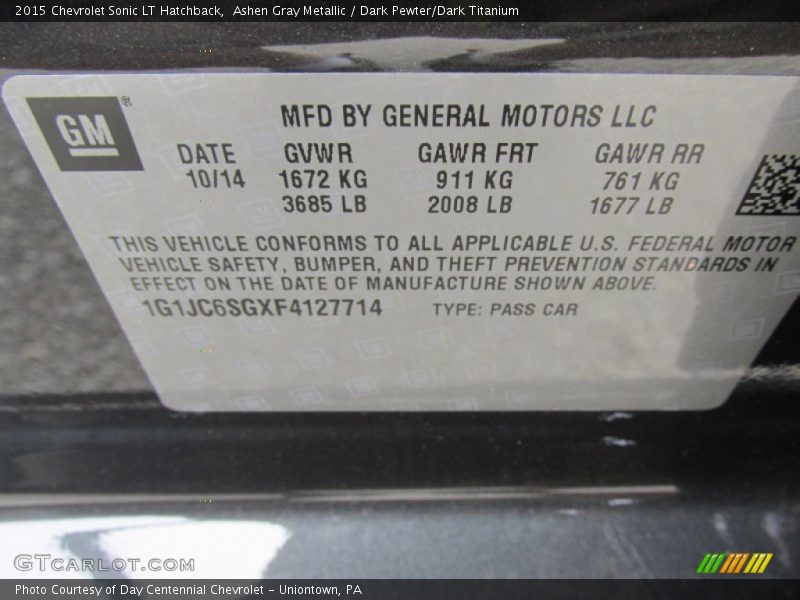 2015 Chevrolet Sonic LT Hatchback, Ashen Gray Metallic / Dark Pewter/Dark Titanium
GM ®
MFD BY GENERAL MOTORS LLC
DATE GVWR GAWR FRT GAWR RR
10/14 1672 KG 911 KG 761 KG
3685 LB 2008 LB 1677 LB
THIS VEHICLE CONFORMS TO ALL APPLICABLE U.S. FEDERAL MOTOR
VEHICLE SAFETY, BUMPER, AND THEFT PREVENTION STANDARDS IN
EFFECT ON THE DATE OF MANUFACTURE SHOWN ABOVE.
1G1JC6SGXF4127714 TYPE: PASS CAR
GTCARLOT.COM
Photo Courtesy of Day Centennial Chevrolet - Uniontown, PA